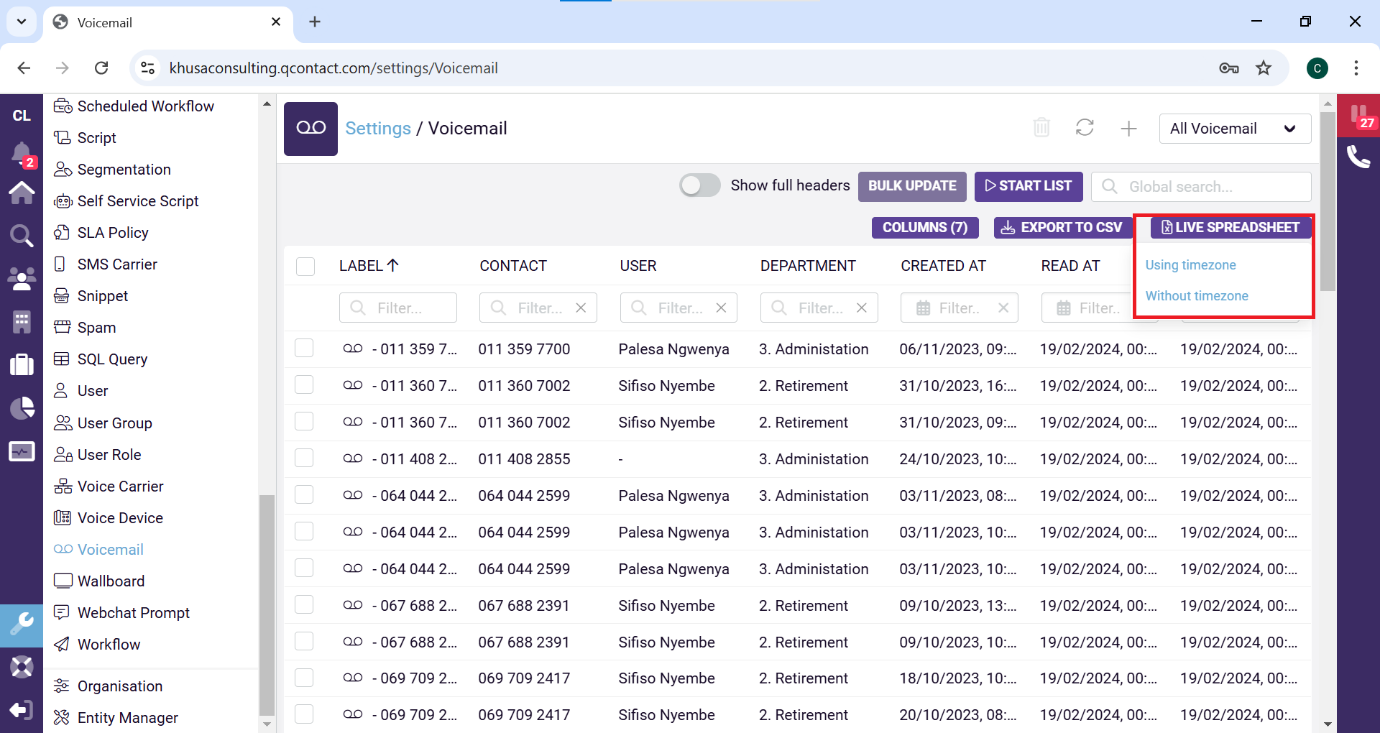 Voicemail
khusaconsulting.qcontact.com/settings/Voicemail
C
CL
2
27
Scheduled Workflow
Script
Segmentation
Self Service Script
SLA Policy
SMS Carrier
Snippet
Spam
SQL Query
User
User Group
User Role
Voice Carrier
Voice Device
Voicemail
Wallboard
Webchat Prompt
Workflow
Organisation
Entity Manager
Settings / Voicemail
All Voicemail
Show full headers BULK UPDATE START LIST Global search...
COLUMNS (7) EXPORT TO CSV LIVE SPREADSHEET
Using timezone
Without timezone
LABEL CONTACT USER DEPARTMENT CREATED AT READ AT
Filter... Filter... Filter... Filter... Filter.. Filter..
- 011 359 7... 011 359 7700 Palesa Ngwenya 3. Administation 06/11/2023, 09:... 19/02/2024, 00:... 19/02/2024, 00:...
- 011 360 7... 011 360 7002 Sifiso Nyembe 2. Retirement 31/10/2023, 16:... 19/02/2024, 00:... 19/02/2024, 00:...
- 011 360 7... 011 360 7002 Sifiso Nyembe 2. Retirement 31/10/2023, 09:... 19/02/2024, 00:... 19/02/2024, 00:...
- 011 408 2... 011 408 2855 - 3. Administation 24/10/2023, 10:... 19/02/2024, 00:... 19/02/2024, 00:...
- 064 044 2... 064 044 2599 Palesa Ngwenya 3. Administation 03/11/2023, 08:... 19/02/2024, 00:... 19/02/2024, 00:...
- 064 044 2... 064 044 2599 Palesa Ngwenya 3. Administation 03/11/2023, 10:... 19/02/2024, 00:... 19/02/2024, 00:...
- 064 044 2... 064 044 2599 Palesa Ngwenya 3. Administation 03/11/2023, 10:... 19/02/2024, 00:... 19/02/2024, 00:...
- 067 688 2... 067 688 2391 Sifiso Nyembe 2. Retirement 09/10/2023, 13:... 19/02/2024, 00:... 19/02/2024, 00:...
- 067 688 2... 067 688 2391 Sifiso Nyembe 2. Retirement 09/10/2023, 10:... 19/02/2024, 00:... 19/02/2024, 00:...
- 069 709 2... 069 709 2417 Sifiso Nyembe 2. Retirement 18/10/2023, 10:... 19/02/2024, 00:... 19/02/2024, 00:...
- 069 709 2... 069 709 2417 Sifiso Nyembe 2. Retirement 20/10/2023, 08:... 19/02/2024, 00:... 19/02/2024, 00:...